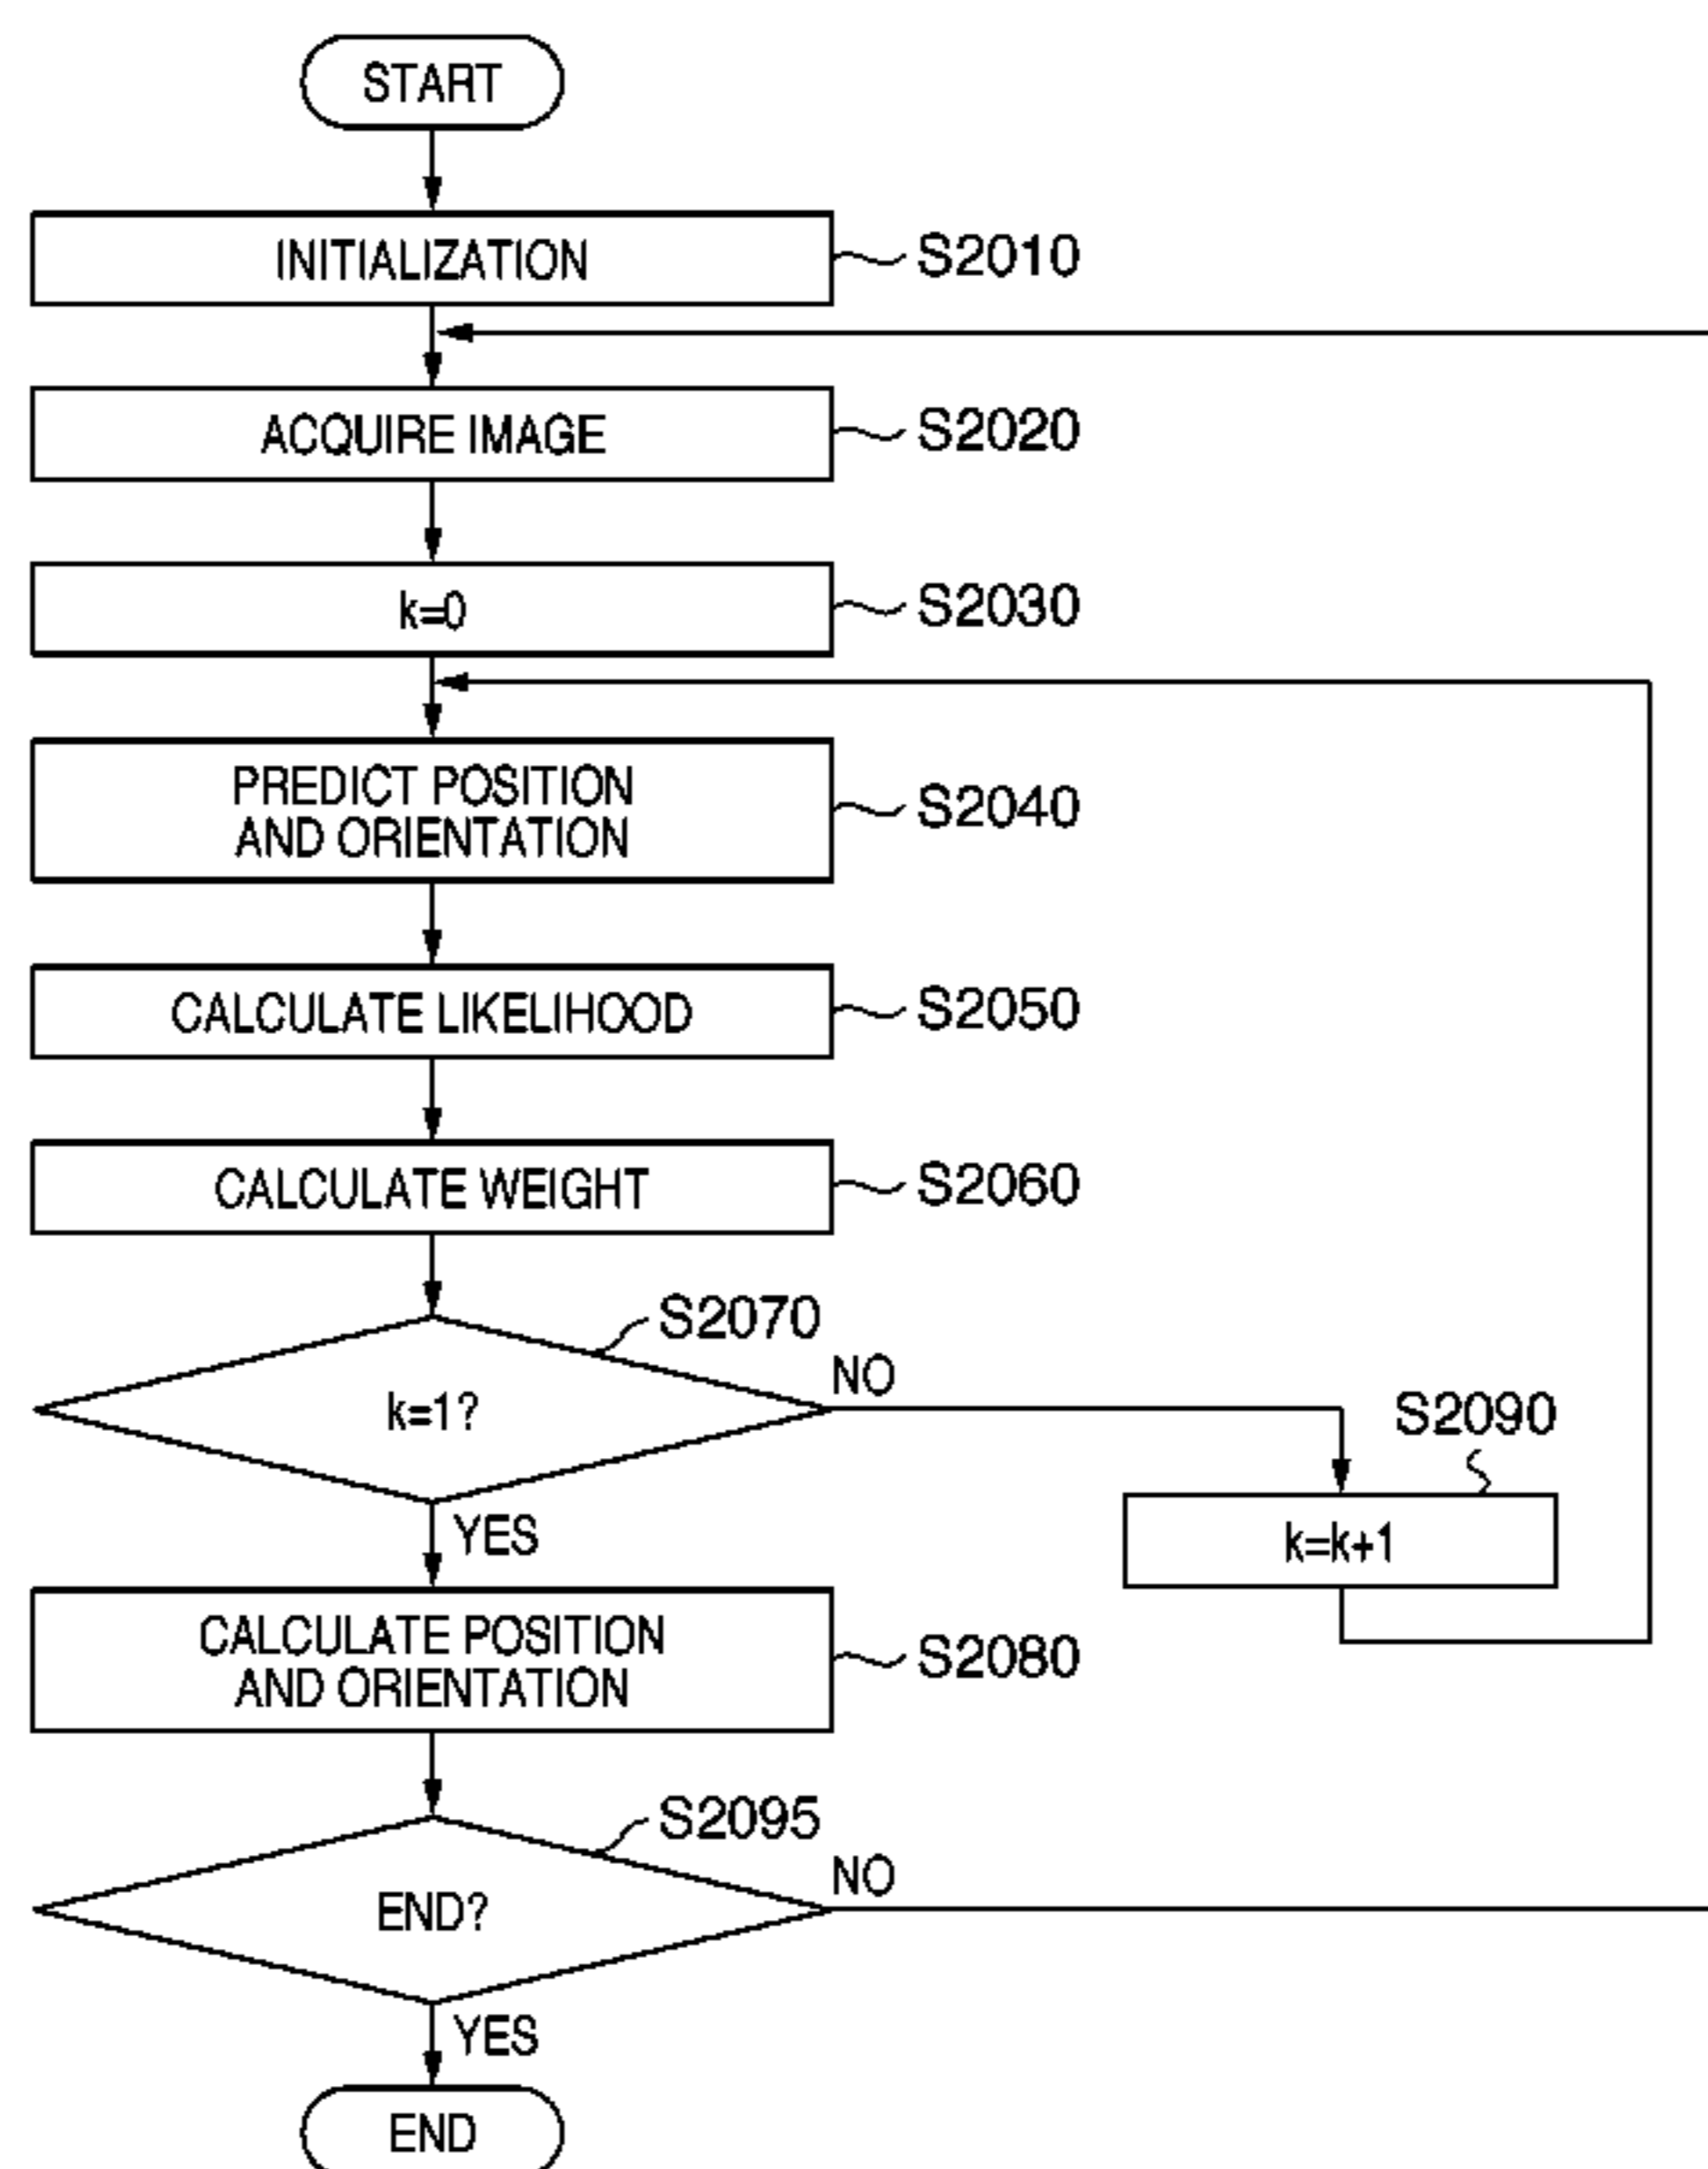 START
INITIALIZATION
S2010
ACQUIRE IMAGE
S2020
k=0
S2030
PREDICT POSITION
AND ORIENTATION
S2040
CALCULATE LIKELIHOOD
S2050
CALCULATE WEIGHT
S2060
S2070
k=1?
NO
YES
S2090
k=k+1
CALCULATE POSITION
AND ORIENTATION
S2080
S2095
END?
NO
YES
END